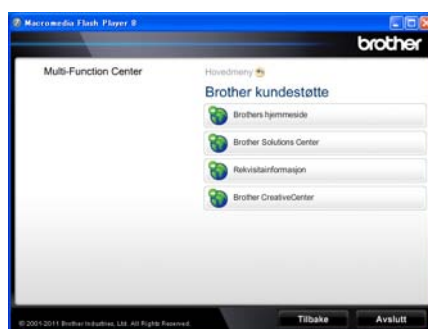 Macromedia Flash Player 8
brother
Multi-Function Center
Hovedmeny
Brother kundestøtte
Brothers hjemmeside
Brother Solutions Center
Rekvisitainformasjon
Brother CreativeCenter
© 2001-2011 Brother Industries, Ltd. All Rights Reserved.
Tilbake
Avslutt